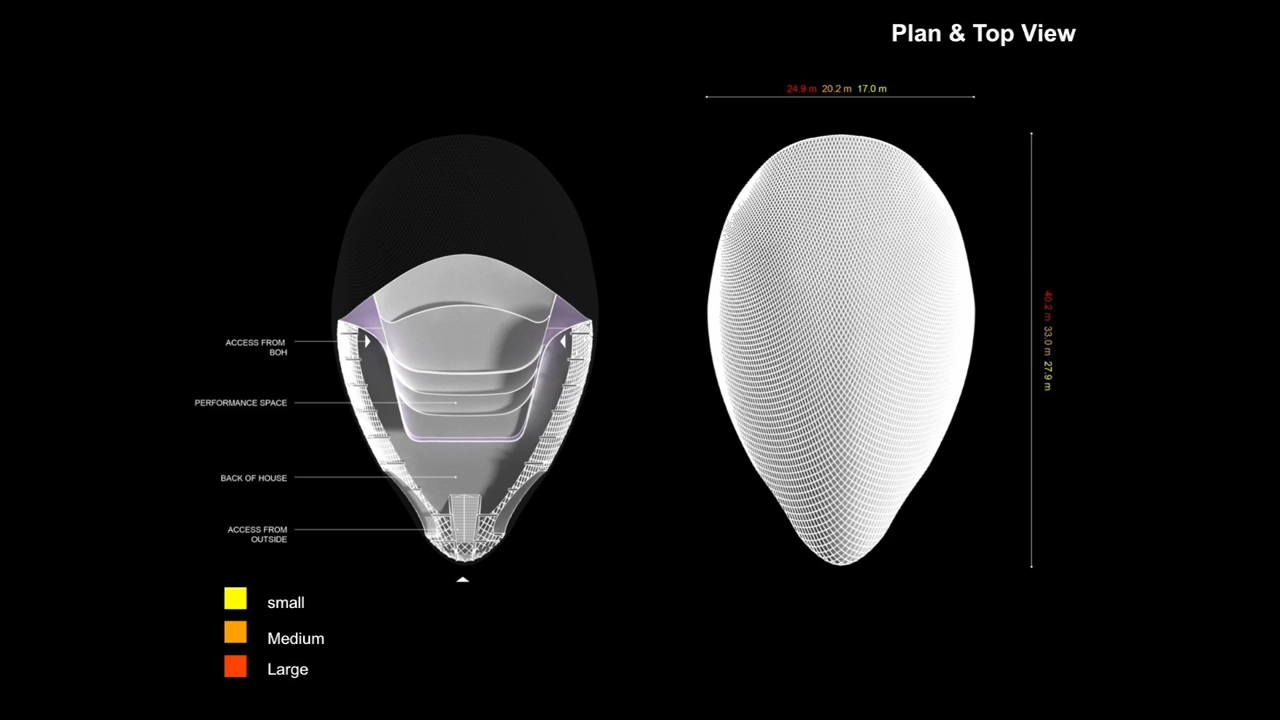 Plan & Top View
24.9 m 20.2 m 17.0 m
40.2 m 33.0 m 27.9 m
ACCESS FROM
BOH
PERFORMANCE SPACE
BACK OF HOUSE
ACCESS FROM
OUTSIDE
small
Medium
Large